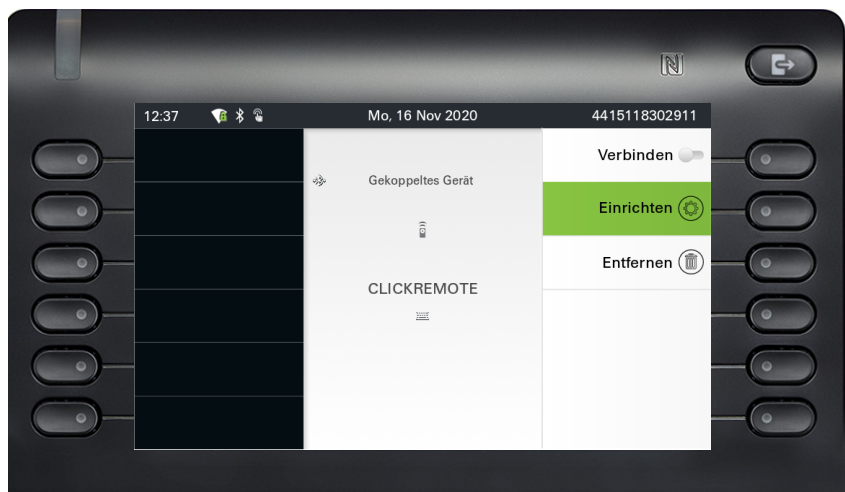 12:37
Mo, 16 Nov 2020
4415118302911
Verbinden
Gekoppeltes Gerät
Einrichten
Entfernen
CLICKREMOTE